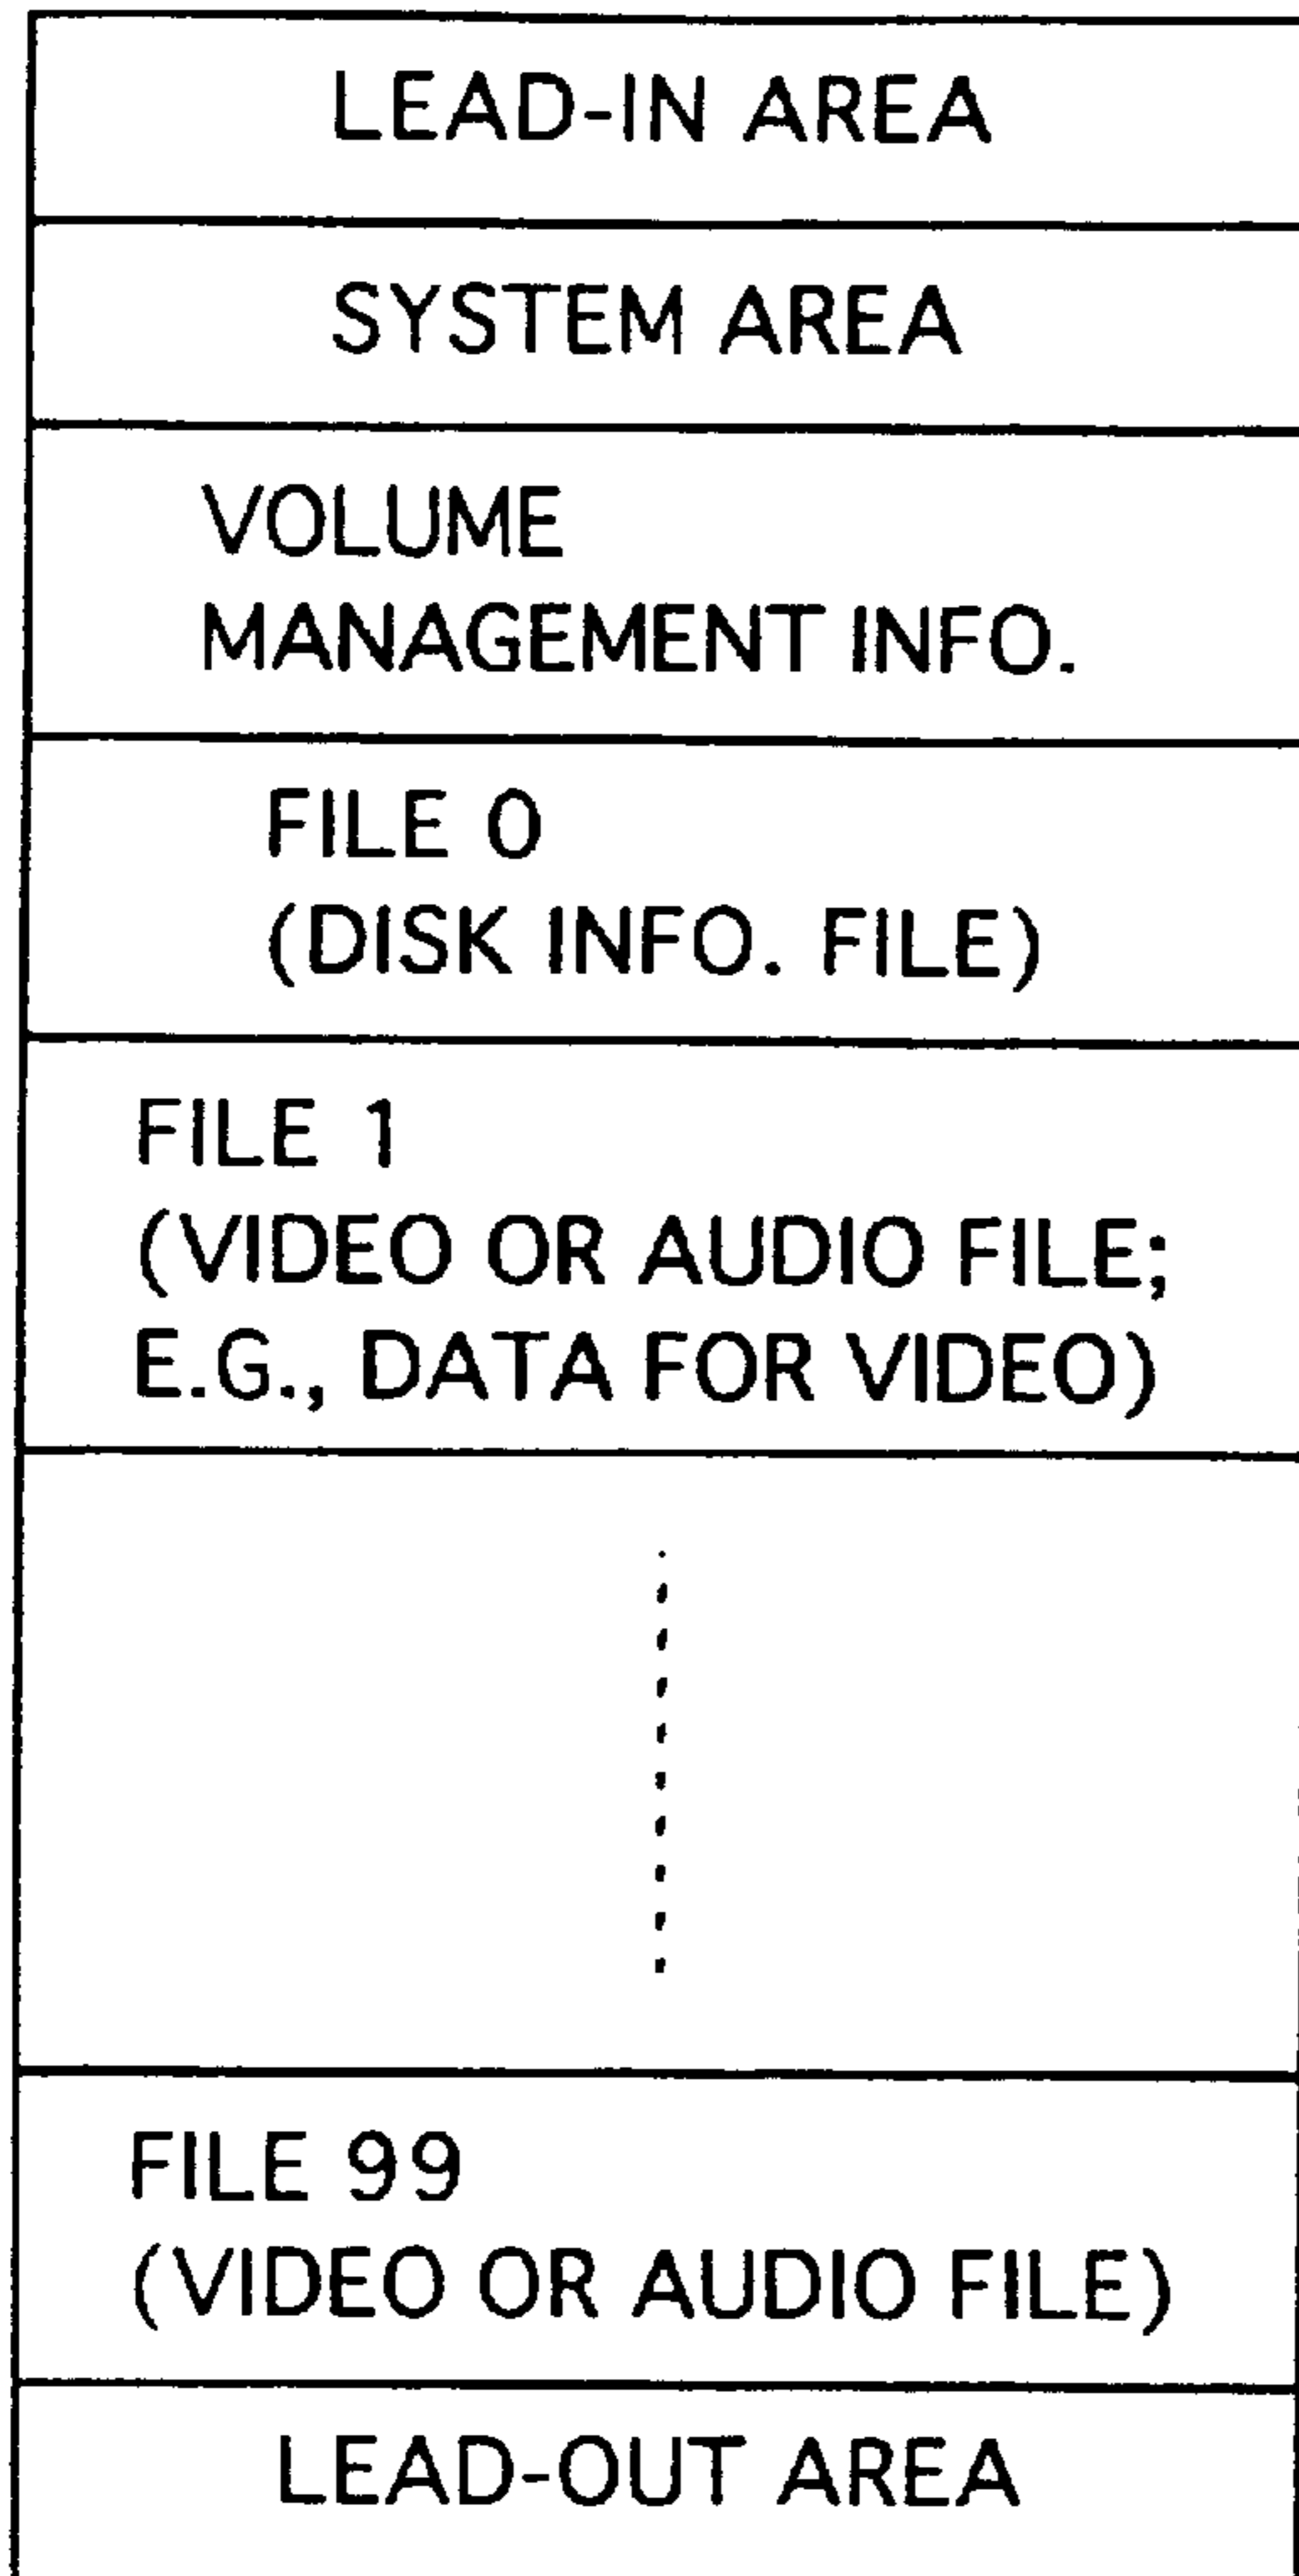 LEAD-IN AREA
SYSTEM AREA
VOLUME
MANAGEMENT INFO.
FILE 0
(DISK INFO. FILE)
FILE 1
(VIDEO OR AUDIO FILE;
E.G., DATA FOR VIDEO)
FILE 99
(VIDEO OR AUDIO FILE)
LEAD-OUT AREA